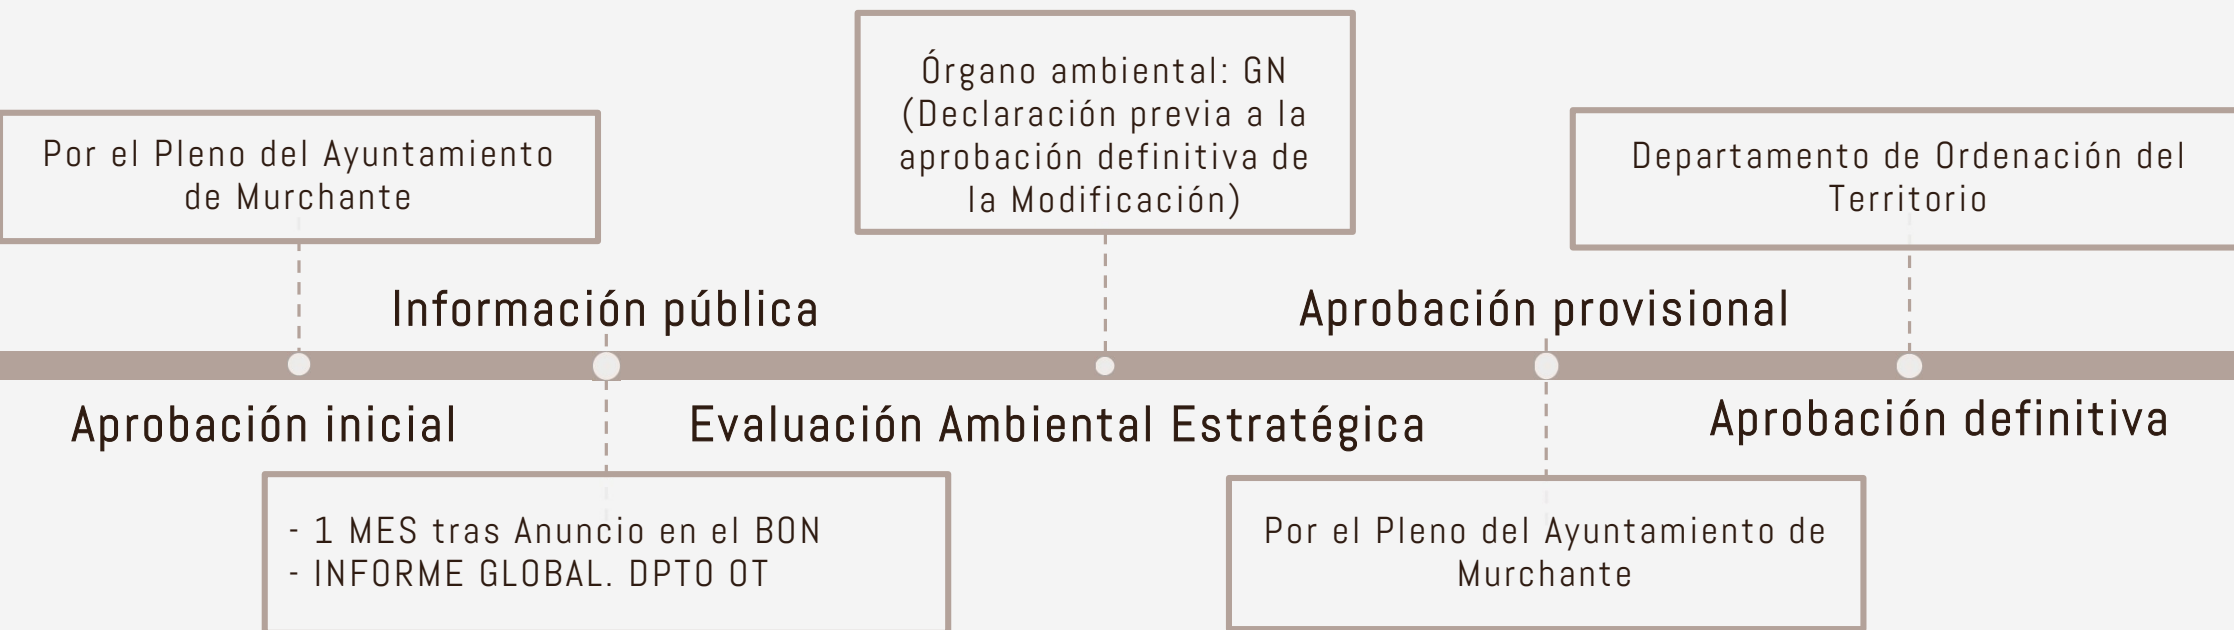 Órgano ambiental: GN
(Declaración previa a la
aprobación definitiva de
la Modificación)
Por el Pleno del Ayuntamiento
de Murchante
Departamento de Ordenación del
Territorio
Información pública
Aprobación provisional
Aprobación inicial
Evaluación Ambiental Estratégica
Aprobación definitiva
- 1 MES tras Anuncio en el BON
- INFORME GLOBAL. DPTO OT
Por el Pleno del Ayuntamiento de
Murchante